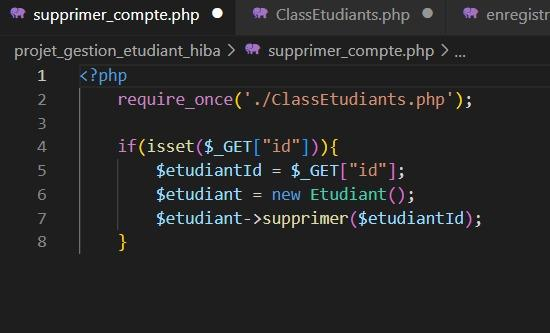 supprimer_compte.php ClassEtudiants.php enregistr
projet_gestion_etudiant_hiba > supprimer_compte.php > ...
1 <?php
2 require_once('./ClassEtudiants.php');
3
4 if(isset($_GET["id"])){
5 $etudiantId = $_GET["id"];
6 $etudiant = new Etudiant();
7 $etudiant->supprimer($etudiantId);
8 }